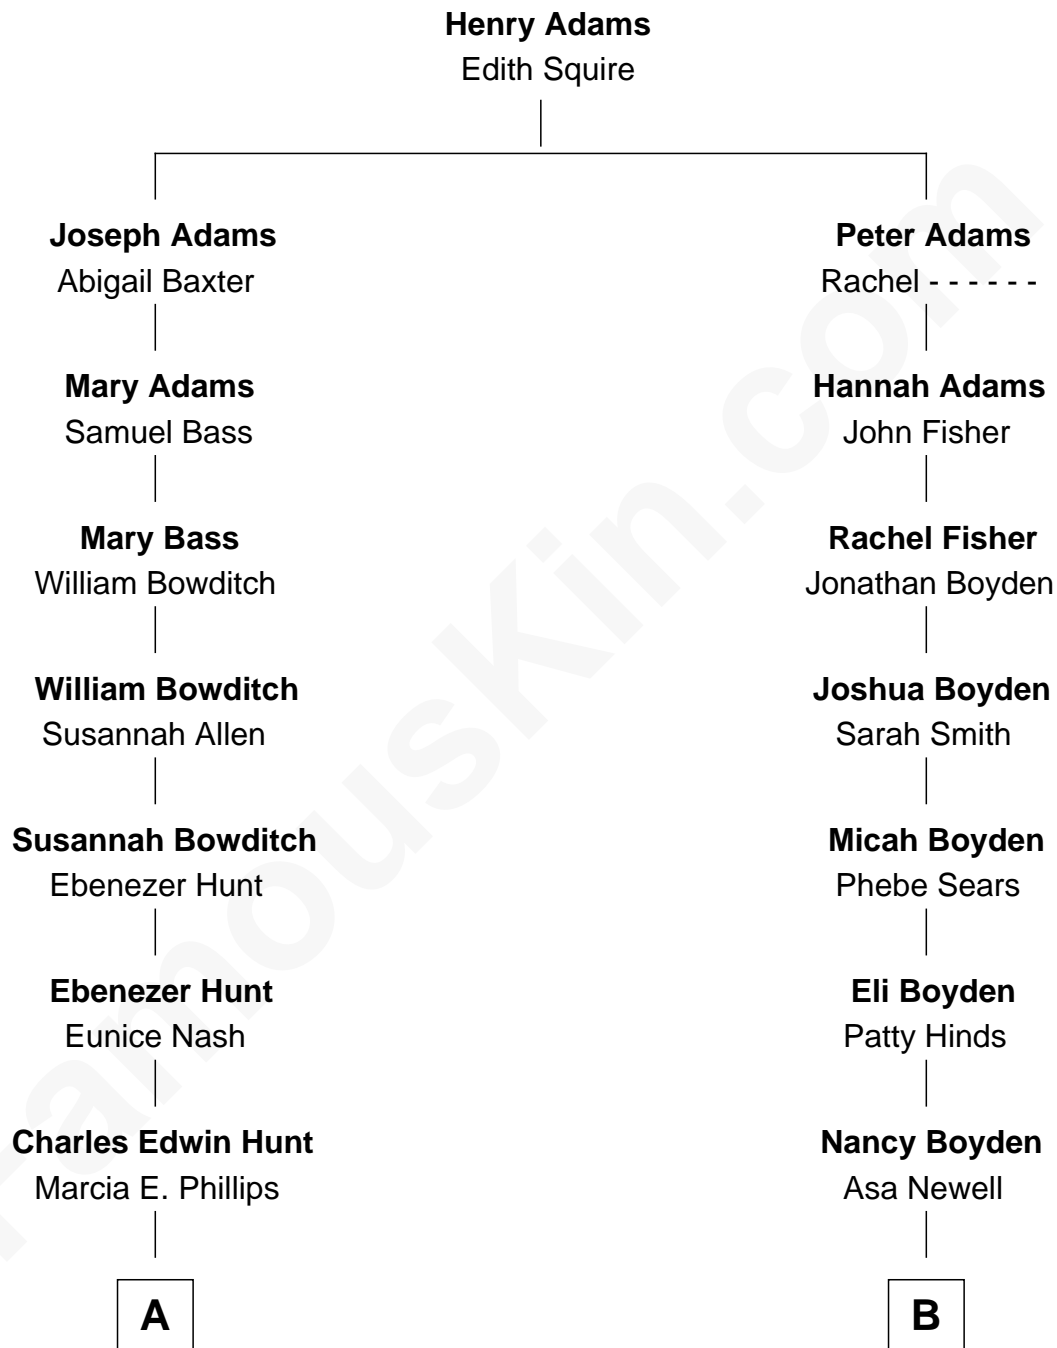 Henry Adams
Edith Squire
Joseph Adams
Abigail Baxter
Peter Adams
Rachel - - - - - -
Mary Adams
Samuel Bass
Hannah Adams
John Fisher
Mary Bass
William Bowditch
Rachel Fisher
Jonathan Boyden
William Bowditch
Susannah Allen
Joshua Boyden
Sarah Smith
Susannah Bowditch
Ebenezer Hunt
Micah Boyden
Phebe Sears
Ebenezer Hunt
Eunice Nash
Eli Boyden
Patty Hinds
Charles Edwin Hunt
Marcia E. Phillips
Nancy Boyden
Asa Newell
A
B
FamousKin.com